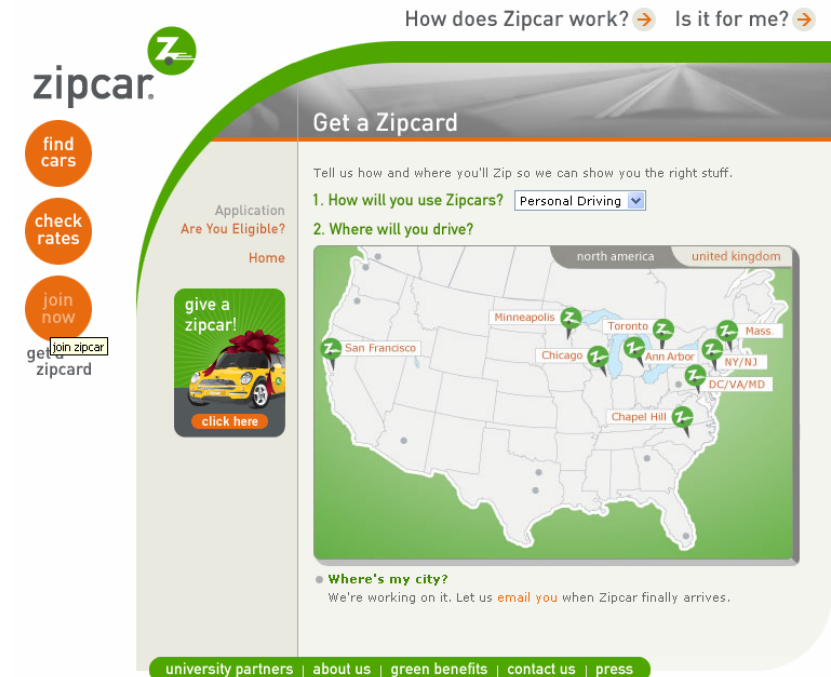 How does Zipcar work? Is it for me?
zipcar.
find
cars
check
rates
join
now
join zipcar
get a
zipcard
Get a Zipcard
Application
Are You Eligible?
Home
give a
zipcar!
click here
Tell us how and where you'll Zip so we can show you the right stuff.
1. How will you use Zipcars? Personal Driving
2. Where will you drive?
north america united kingdom
Minneapolis
Toronto
Mass.
San Francisco
Chicago
Ann Arbor
NY/NJ
DC/VA/MD
Chapel Hill
Where's my city?
We're working on it. Let us email you when Zipcar finally arrives.
university partners | about us | green benefits | contact us | press